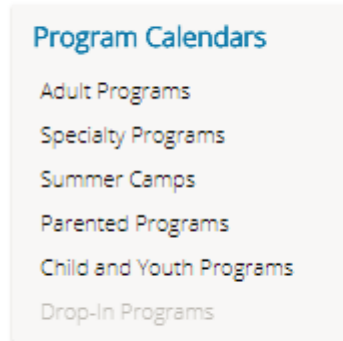 Program Calendars
Adult Programs
Specialty Programs
Summer Camps
Parented Programs
Child and Youth Programs
Drop-In Programs